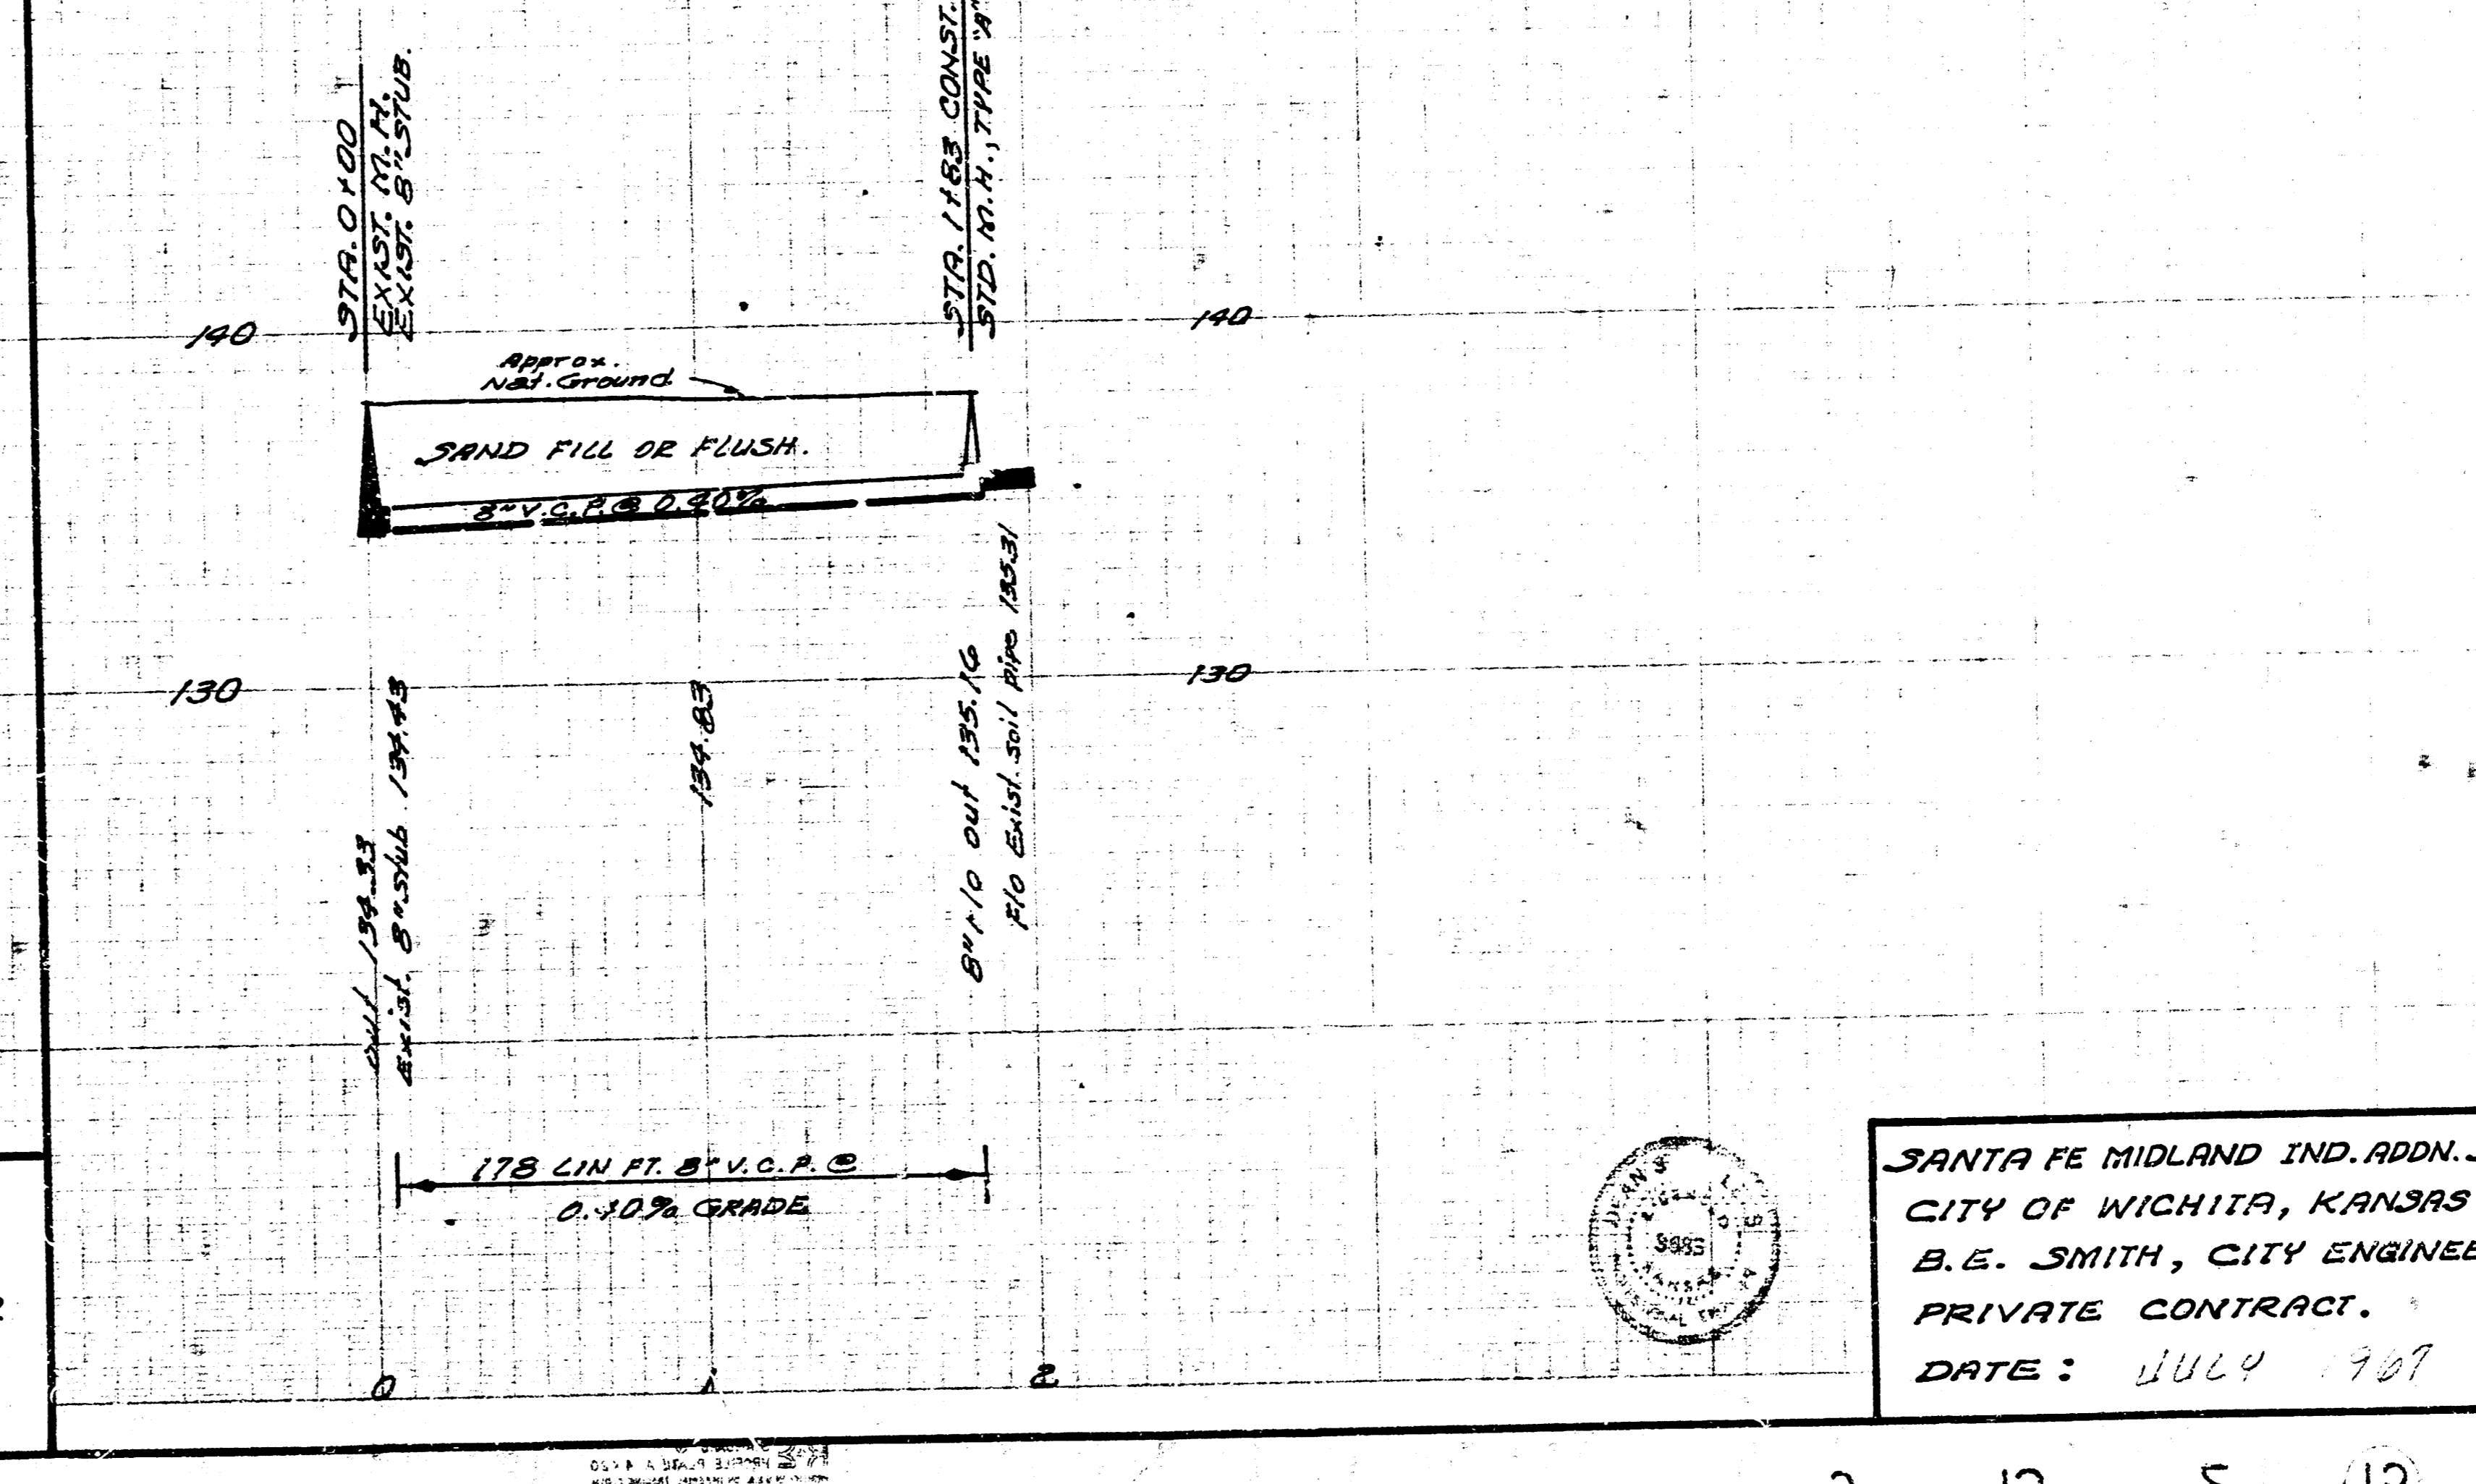 STA. 0+00
EXIST. M.H.
EXIST. 8" STUB.
STA. 1+83 CONST.
STD. M.H., TYPE "A"
140
140
Approx.
Nat. Ground
SAND FILL OR FLUSH.
8" V.C.P. @ 0.40%
130
130
Out 134.33
Exist. 8" stub 134.43
134.83
8" F/O out 135.16
F/O Exist. soil pipe 135.31
178 LIN FT. 8" V.C.P. @
0.40% GRADE
0
1
2
KANSAS
SANTA FE MIDLAND IND. ADDN.
CITY OF WICHITA, KANSAS
B.E. SMITH, CITY ENGINEE
PRIVATE CONTRACT.
DATE: JULY 1967